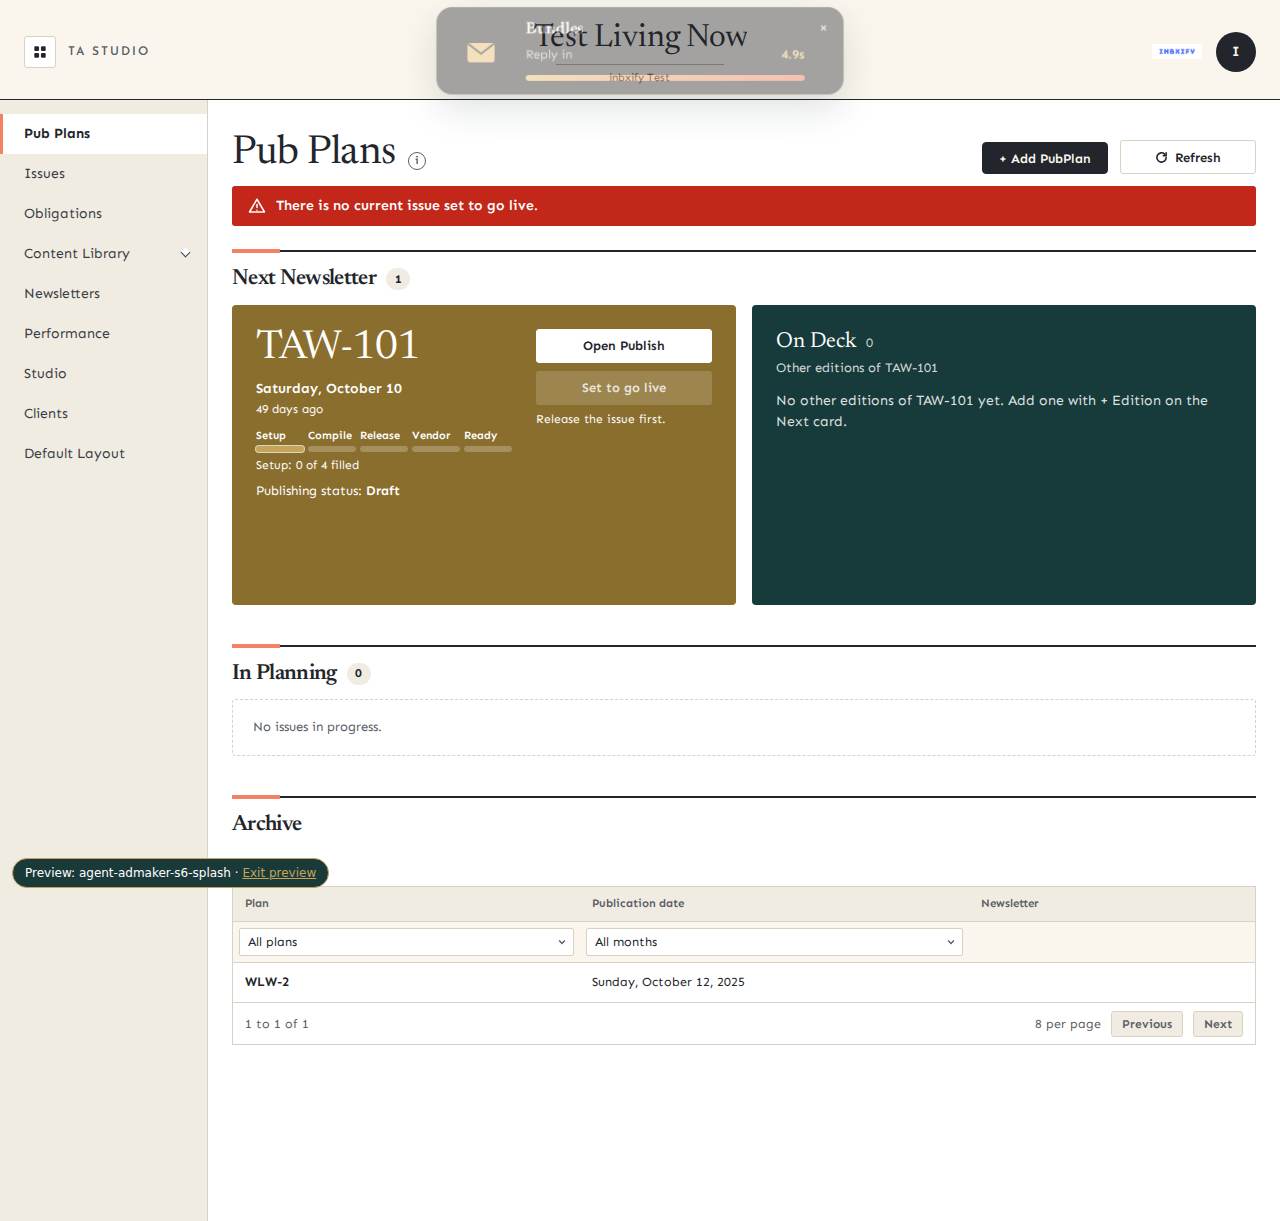 TA STUDIO
Bundles
Test Living Now
×
Reply in
4.9s
inbxify Test
INBXIFY
I
Pub Plans
Issues
Obligations
Content Library
Newsletters
Performance
Studio
Clients
Default Layout
Pub Plans
i
+ Add PubPlan
Refresh
There is no current issue set to go live.
Next Newsletter 1
TAW-101
Saturday, October 10
49 days ago
Setup Compile Release Vendor Ready
Setup: 0 of 4 filled
Publishing status: Draft
Open Publish
Set to go live
Release the issue first.
On Deck 0
Other editions of TAW-101
No other editions of TAW-101 yet. Add one with + Edition on the
Next card.
In Planning 0
No issues in progress.
Archive
Preview: agent-admaker-s6-splash · Exit preview
Plan Publication date Newsletter
All plans All months
WLW-2 Sunday, October 12, 2025
1 to 1 of 1 8 per page Previous Next